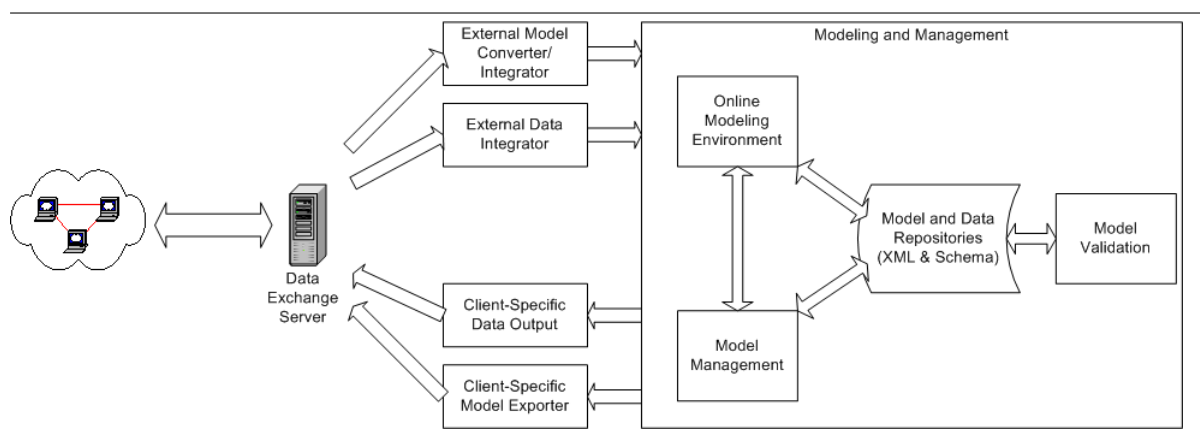 External Model
Converter/
Integrator
External Data
Integrator
Data
Exchange
Server
Client-Specific
Data Output
Client-Specific
Model Exporter
Modeling and Management
Online
Modeling
Environment
Model and Data
Repositories
(XML & Schema)
Model
Validation
Model
Management